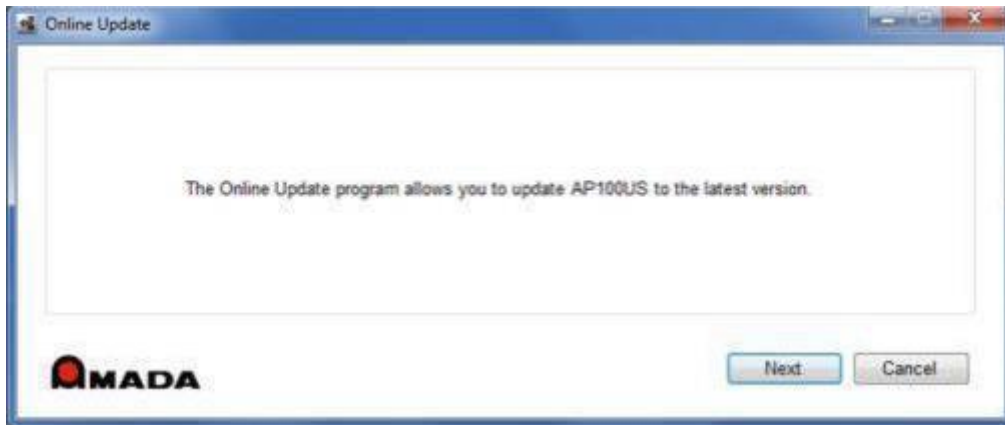 Online Update
The Online Update program allows you to update AP100US to the latest version.
AMADA
Next Cancel